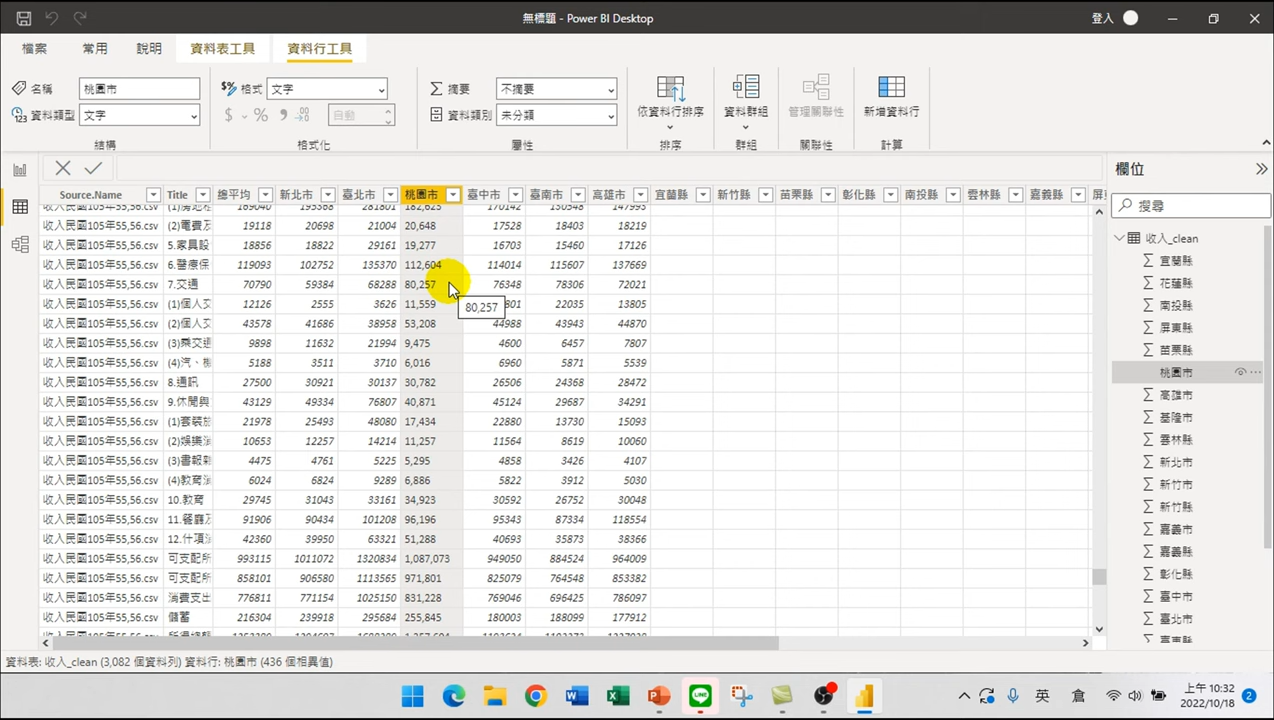 無標題 - Power BI Desktop
登入
檔案 常用 說明 資料表工具 資料行工具
名稱 桃園市
格式 文字
摘要 不摘要
資料類型 文字
$ % 自動
資料類別 未分類
依資料行排序 資料群組 管理關聯性 新增資料行
結構 格式化 屬性 排序 群組 關聯性 計算
欄位
搜尋
Source.Name Title 總平均 新北市 臺北市 桃園市 臺中市 臺南市 高雄市 宜蘭縣 新竹縣 苗栗縣 彰化縣 南投縣 雲林縣 嘉義縣
收入民國105年55,56.csv (2)電費及 19118 20698 21004 20,648 17528 18403 18219
收入民國105年55,56.csv 5.家具設 18856 18822 29161 19,277 16703 15460 17126
收入民國105年55,56.csv 6.醫療保 119093 102752 135370 112,604 114014 115607 137669
收入民國105年55,56.csv 7.交通 70790 59384 68288 80,257 76348 78306 72021
收入民國105年55,56.csv (1)個人交 12126 2555 3626 11,559 801 22035 13805
80,257
收入民國105年55,56.csv (2)個人交 43578 41686 38958 53,208 44988 43943 44870
收入民國105年55,56.csv (3)乘交通 9898 11632 21994 9,475 4600 6457 7807
收入民國105年55,56.csv (4)汽、機 5188 3511 3710 6,016 6960 5871 5539
收入民國105年55,56.csv 8.通訊 27500 30921 30137 30,782 26506 24368 28472
收入民國105年55,56.csv 9.休閒與 43129 49334 76807 40,871 45124 29687 34291
收入民國105年55,56.csv (1)套裝旅 21978 25493 48080 17,434 22880 13730 15093
收入民國105年55,56.csv (2)娛樂消 10653 12257 14214 11,257 11564 8619 10060
收入民國105年55,56.csv (3)書報雜 4475 4761 5225 5,295 4858 3426 4107
收入民國105年55,56.csv (4)教育消 6024 6824 9289 6,886 5822 3912 5030
收入民國105年55,56.csv 10.教育 29745 31043 33161 34,923 30592 26752 30048
收入民國105年55,56.csv 11.餐廳及 91906 90434 101208 96,196 95343 87334 118554
收入民國105年55,56.csv 12.什項消 42360 39950 63321 51,288 40693 35873 38366
收入民國105年55,56.csv 可支配所 993115 1011072 1320834 1,087,073 949050 884524 964009
收入民國105年55,56.csv 可支配所 858101 906580 1113565 971,801 825079 764548 853382
收入民國105年55,56.csv 消費支出 776811 771154 1025150 831,228 769046 696425 786097
收入民國105年55,56.csv 儲蓄 216304 239918 295684 255,845 180003 188099 177912
收入_clean
宜蘭縣
花蓮縣
南投縣
屏東縣
苗栗縣
桃園市
高雄市
基隆市
雲林縣
新北市
新竹市
新竹縣
嘉義市
嘉義縣
彰化縣
臺中市
臺北市
資料表: 收入_clean (3,082 個資料列) 資料行: 桃園市 (436 個相異值)
英 倉 上午 10:32
2022/10/18 2